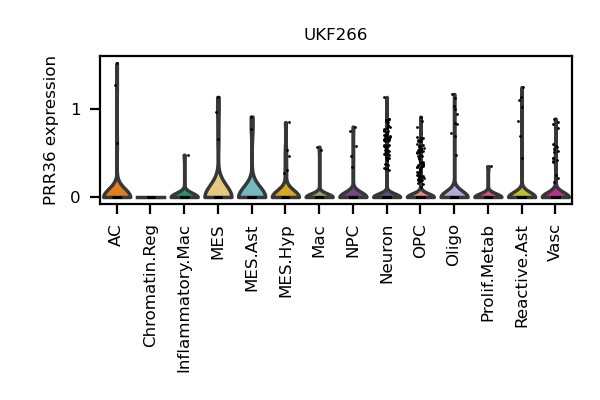 UKF266
PRR36 expression
1
0
AC
Chromatin.Reg
Inflammatory.Mac
MES
MES.Ast
MES.Hyp
Mac
NPC
Neuron
OPC
Oligo
Prolif.Metab
Reactive.Ast
Vasc